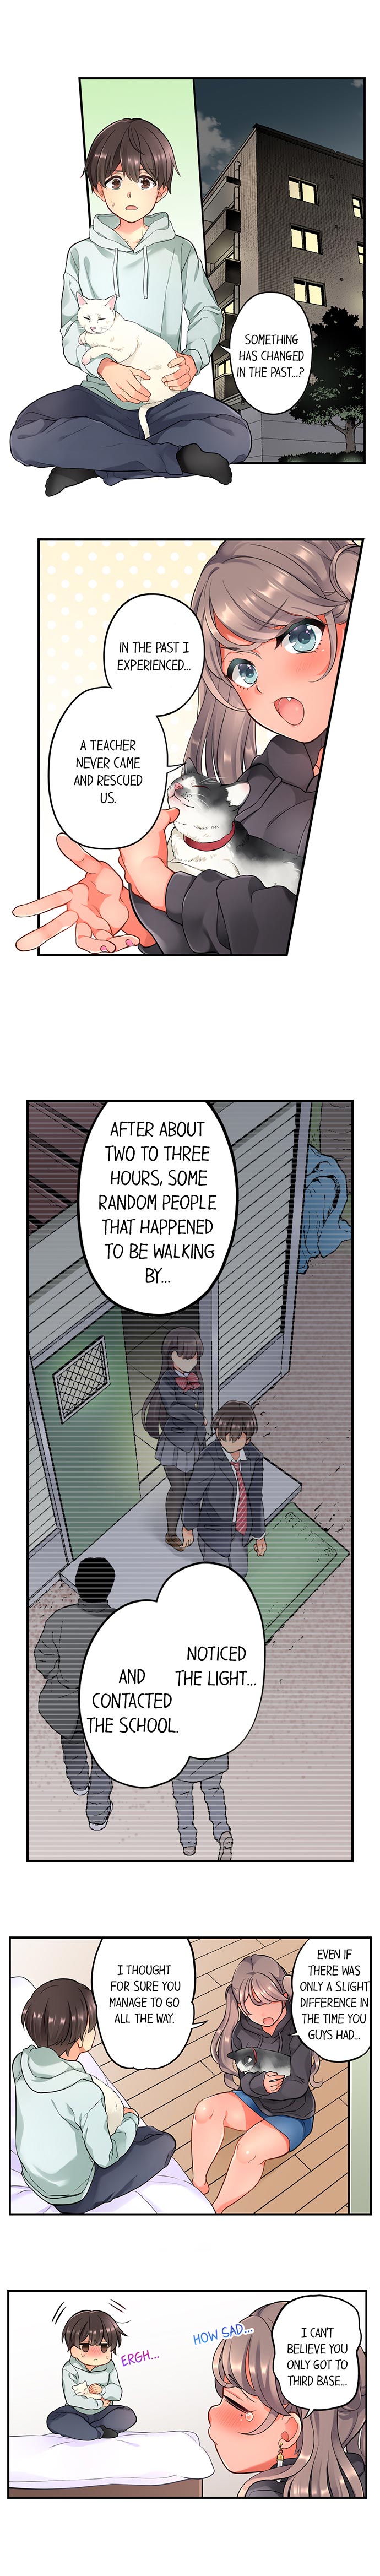 SOMETHING
HAS CHANGED
IN THE PAST...?
IN THE PAST I
EXPERIENCED...
A TEACHER
NEVER CAME
AND RESCUED
US.
AFTER ABOUT
TWO TO THREE
HOURS, SOME
RANDOM PEOPLE
THAT HAPPENED
TO BE WALKING
BY...
NOTICED
THE LIGHT...
AND
CONTACTED
THE SCHOOL.
EVEN IF
THERE WAS
ONLY A SLIGHT
DIFFERENCE IN
THE TIME YOU
GUYS HAD...
I THOUGHT
FOR SURE YOU
MANAGE TO GO
ALL THE WAY.
I CAN'T
BELIEVE YOU
ONLY GOT TO
THIRD BASE...
HOW SAD...
ERGH...